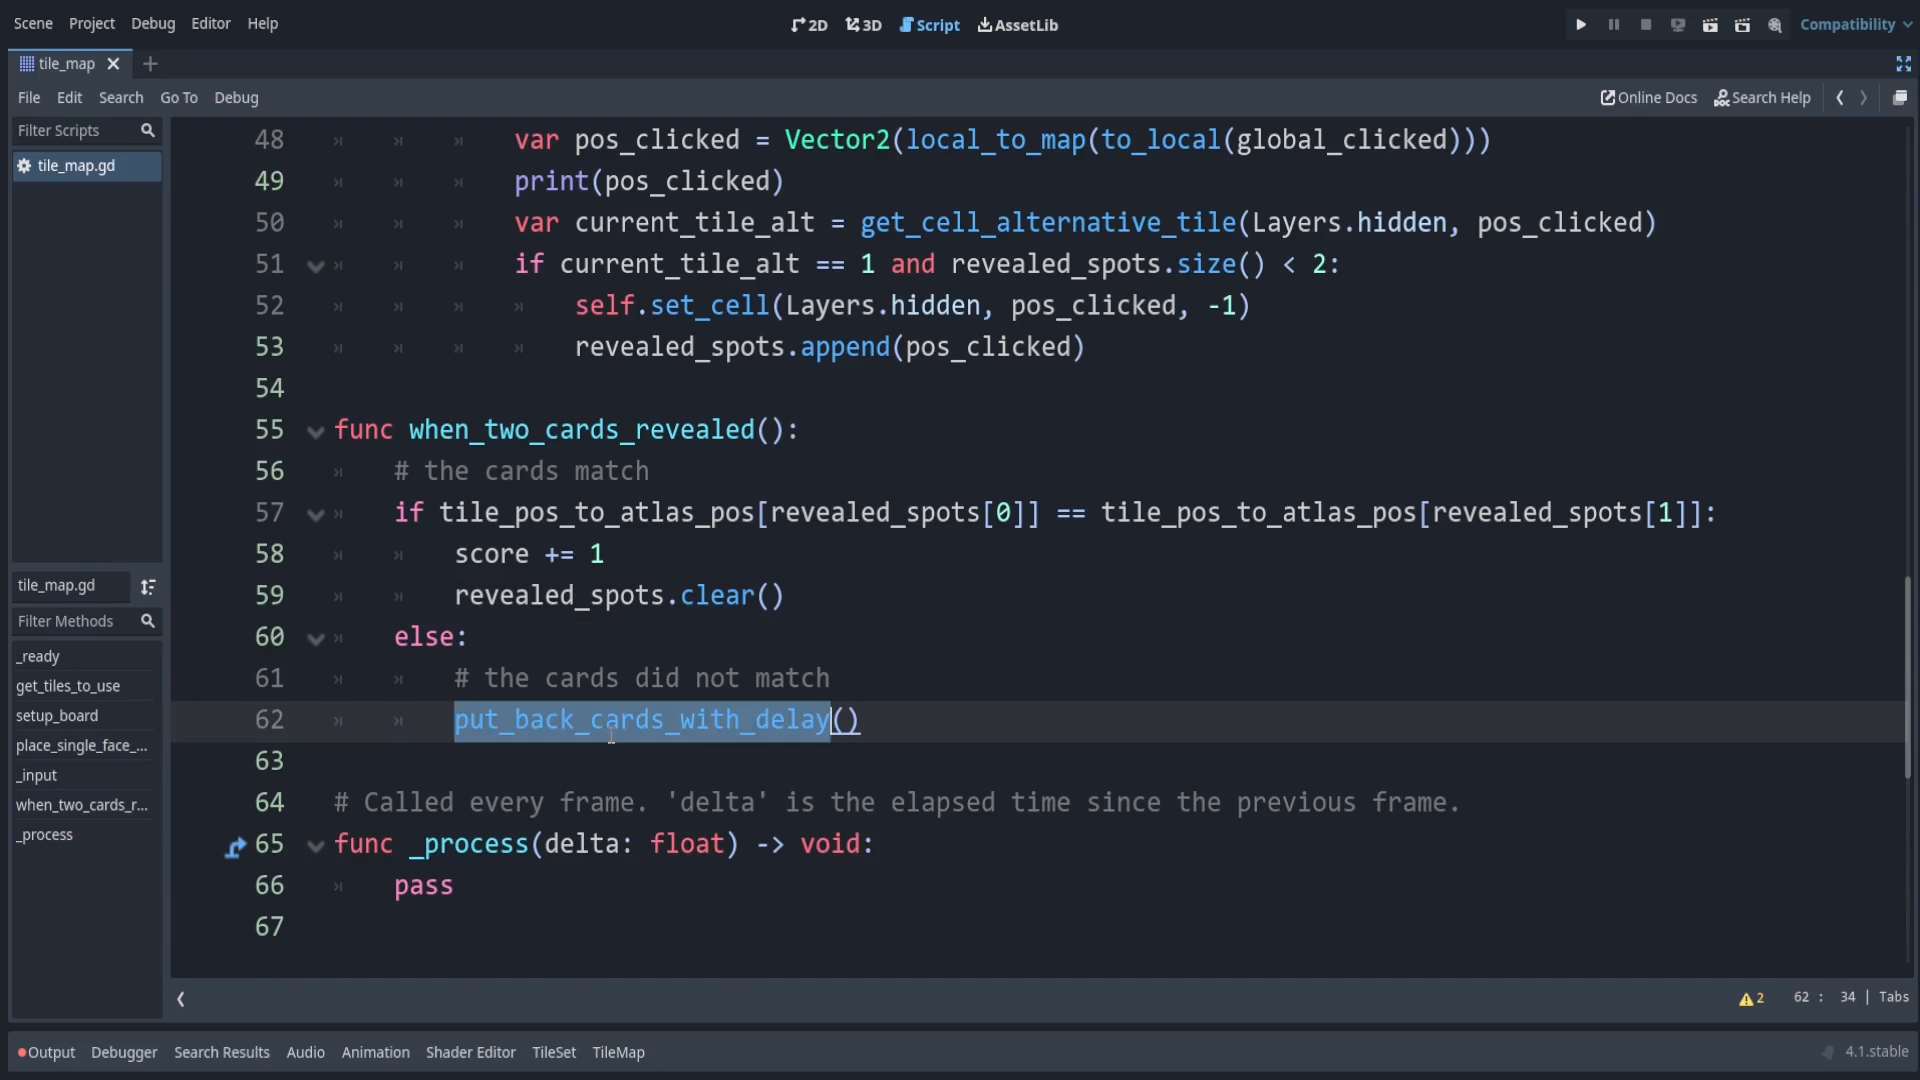 Scene Project Debug Editor Help
2D 3D Script AssetLib
Compatibility
tile_map
File Edit Search Go To Debug
Online Docs Search Help
Filter Scripts
tile_map.gd
tile_map.gd
Filter Methods
_ready
get_tiles_to_use
setup_board
place_single_face_...
_input
when_two_cards_r...
_process
48 var pos_clicked = Vector2(local_to_map(to_local(global_clicked)))
49 print(pos_clicked)
50 var current_tile_alt = get_cell_alternative_tile(Layers.hidden, pos_clicked)
51 if current_tile_alt == 1 and revealed_spots.size() < 2:
52 self.set_cell(Layers.hidden, pos_clicked, -1)
53 revealed_spots.append(pos_clicked)
54
55 func when_two_cards_revealed():
56 # the cards match
57 if tile_pos_to_atlas_pos[revealed_spots[0]] == tile_pos_to_atlas_pos[revealed_spots[1]]:
58 score += 1
59 revealed_spots.clear()
60 else:
61 # the cards did not match
62 put_back_cards_with_delay()
63
64 # Called every frame. 'delta' is the elapsed time since the previous frame.
65 func _process(delta: float) -> void:
66 pass
67
2 62 : 34 | Tabs
Output Debugger Search Results Audio Animation Shader Editor TileSet TileMap
4.1.stable